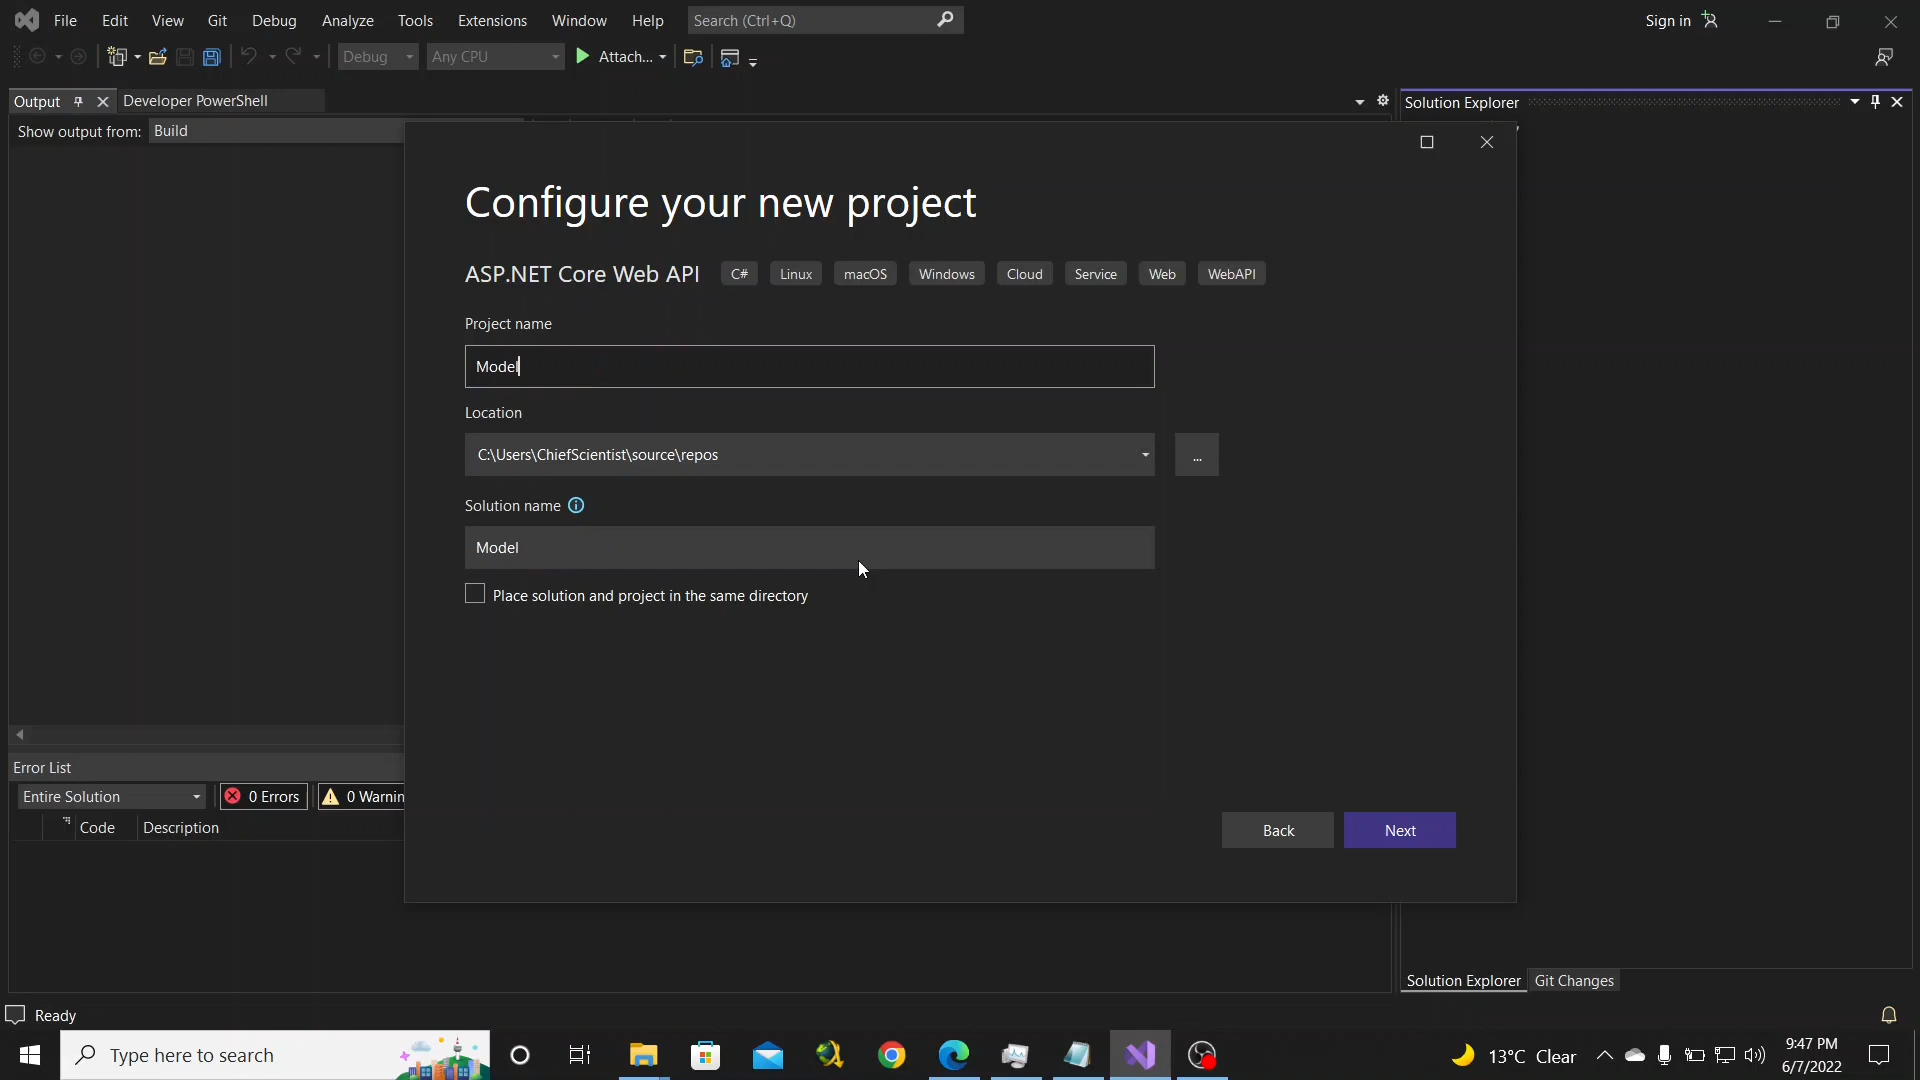 File Edit View Git Debug Analyze Tools Extensions Window Help Search (Ctrl+Q) Sign in
Debug Any CPU Attach...
Output Developer PowerShell Solution Explorer
Show output from: Build
Configure your new project
ASP.NET Core Web API C# Linux macOS Windows Cloud Service Web WebAPI
Project name
Model
Location
C:\Users\ChiefScientist\source\repos
...
Solution name
Model
Place solution and project in the same directory
Error List
Entire Solution 0 Errors 0 Warnin
Code Description
Back Next
Solution Explorer Git Changes
Ready
Type here to search 13°C Clear 9:47 PM
6/7/2022